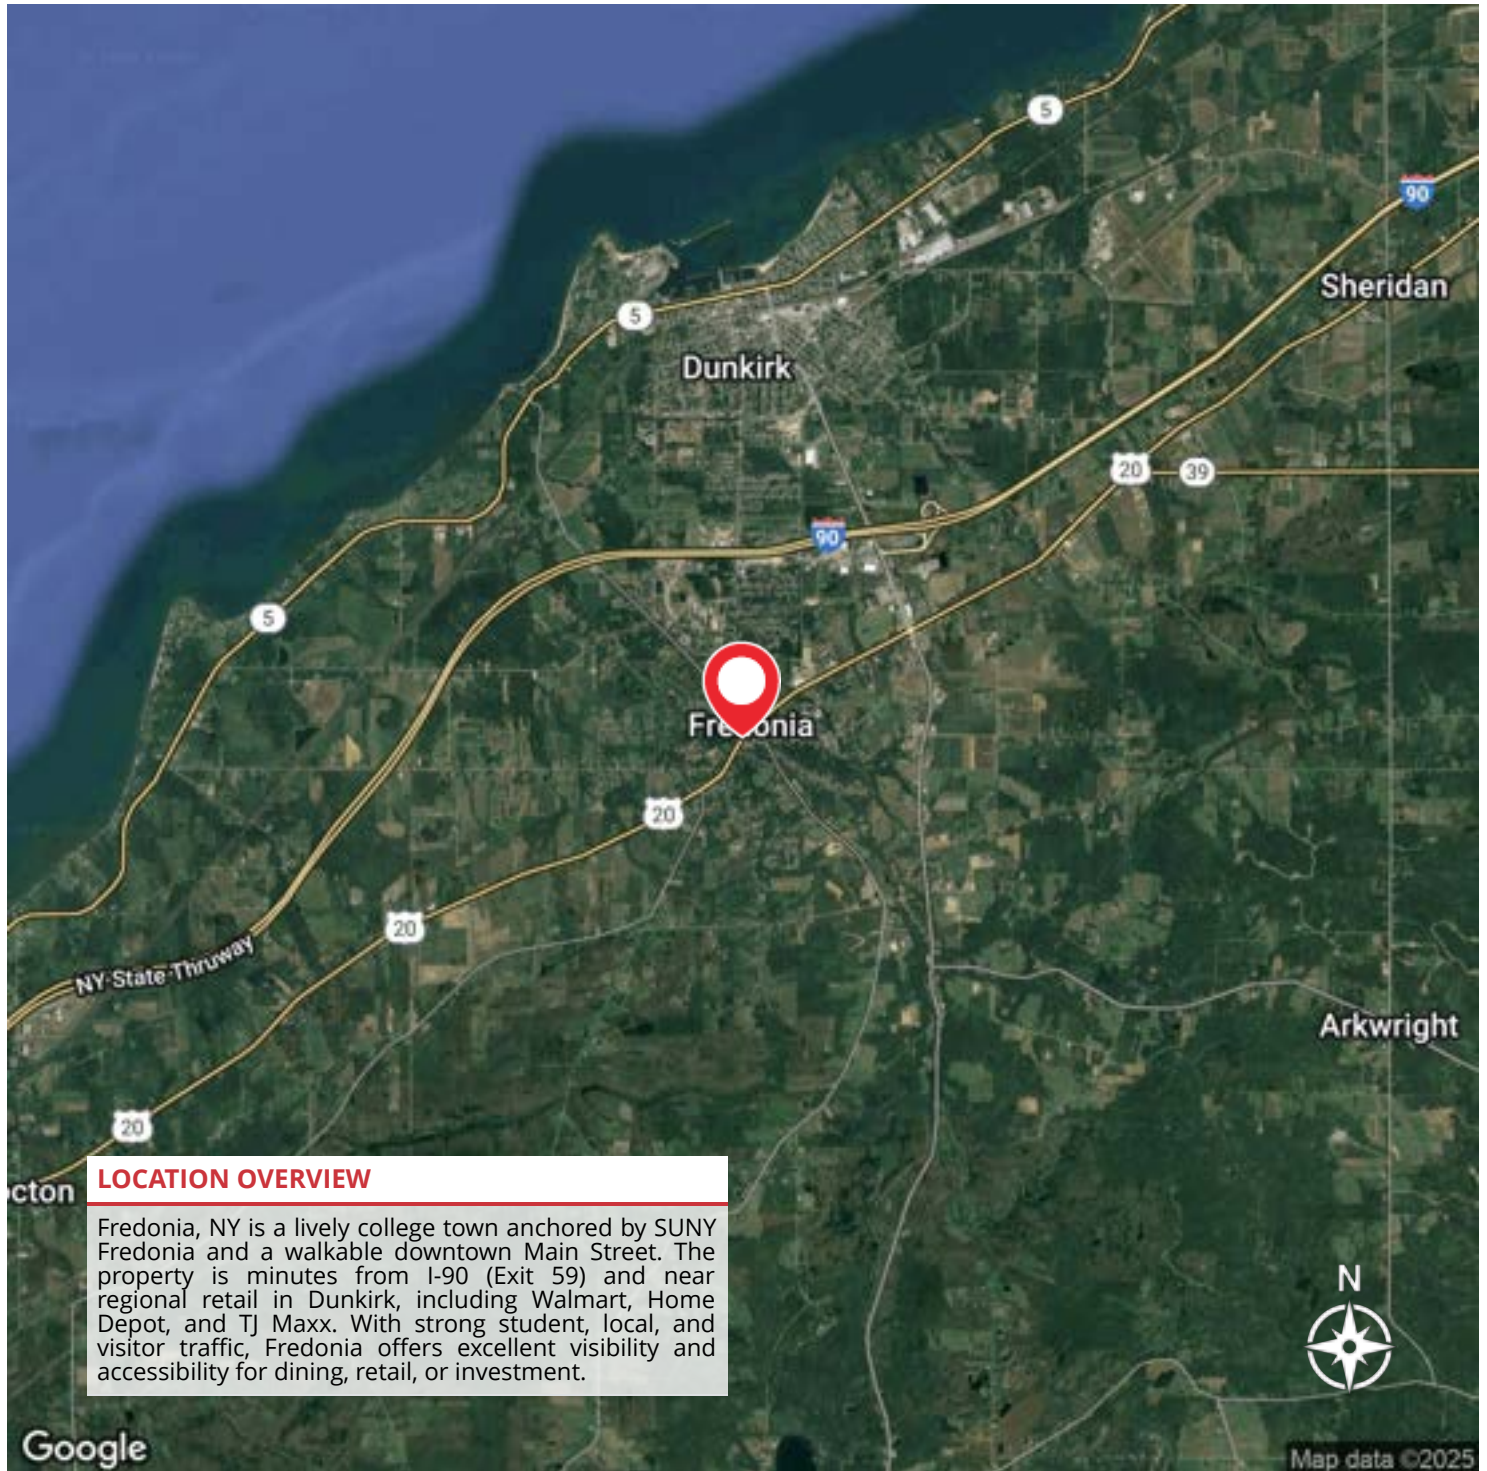 5
90
Sheridan
5
Dunkirk
20 39
90
5
Fredonia
20
20
NY State Thruway
Arkwright
20
cton
LOCATION OVERVIEW
Fredonia, NY is a lively college town anchored by SUNY
Fredonia and a walkable downtown Main Street. The
property is minutes from I-90 (Exit 59) and near
regional retail in Dunkirk, including Walmart, Home
Depot, and TJ Maxx. With strong student, local, and
visitor traffic, Fredonia offers excellent visibility and
accessibility for dining, retail, or investment.
N
Google
Map data ©2025